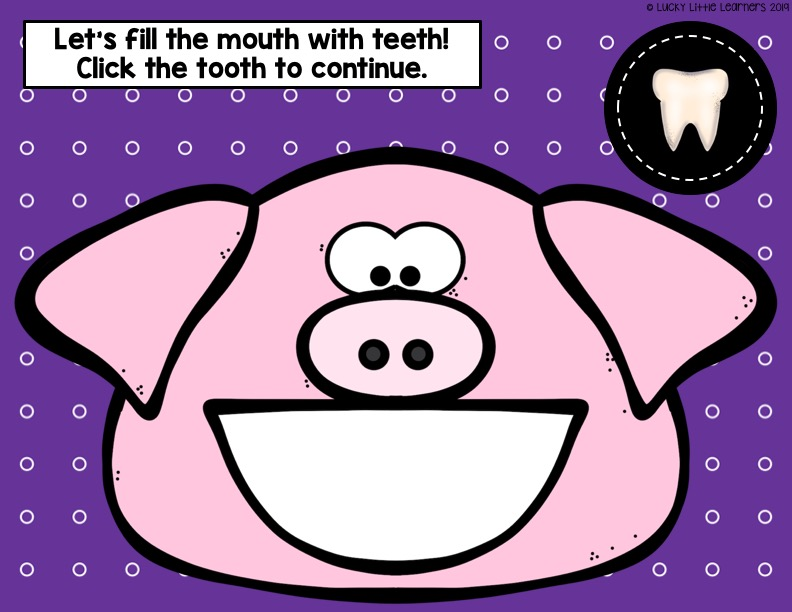 © Lucky Little Learners 2019
Let's fill the mouth with teeth!
Click the tooth to continue.